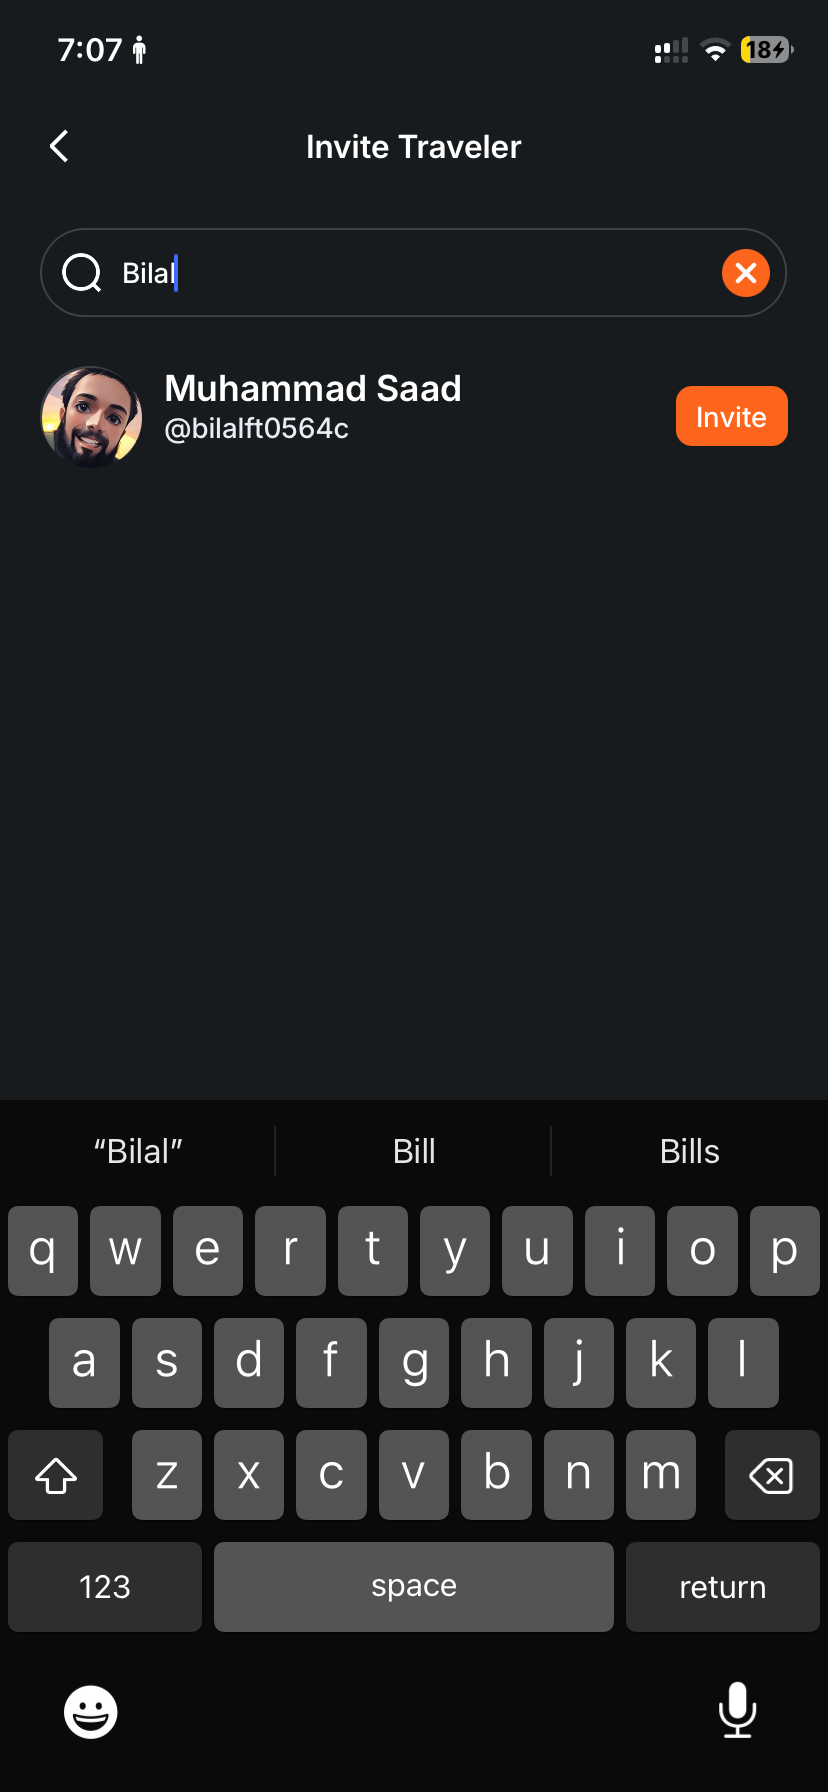 7:07
18
Invite Traveler
Bilal
Muhammad Saad
@bilalft0564c
Invite
“Bilal” Bill Bills
q w e r t y u i o p
a s d f g h j k l
z x c v b n m
123 space return